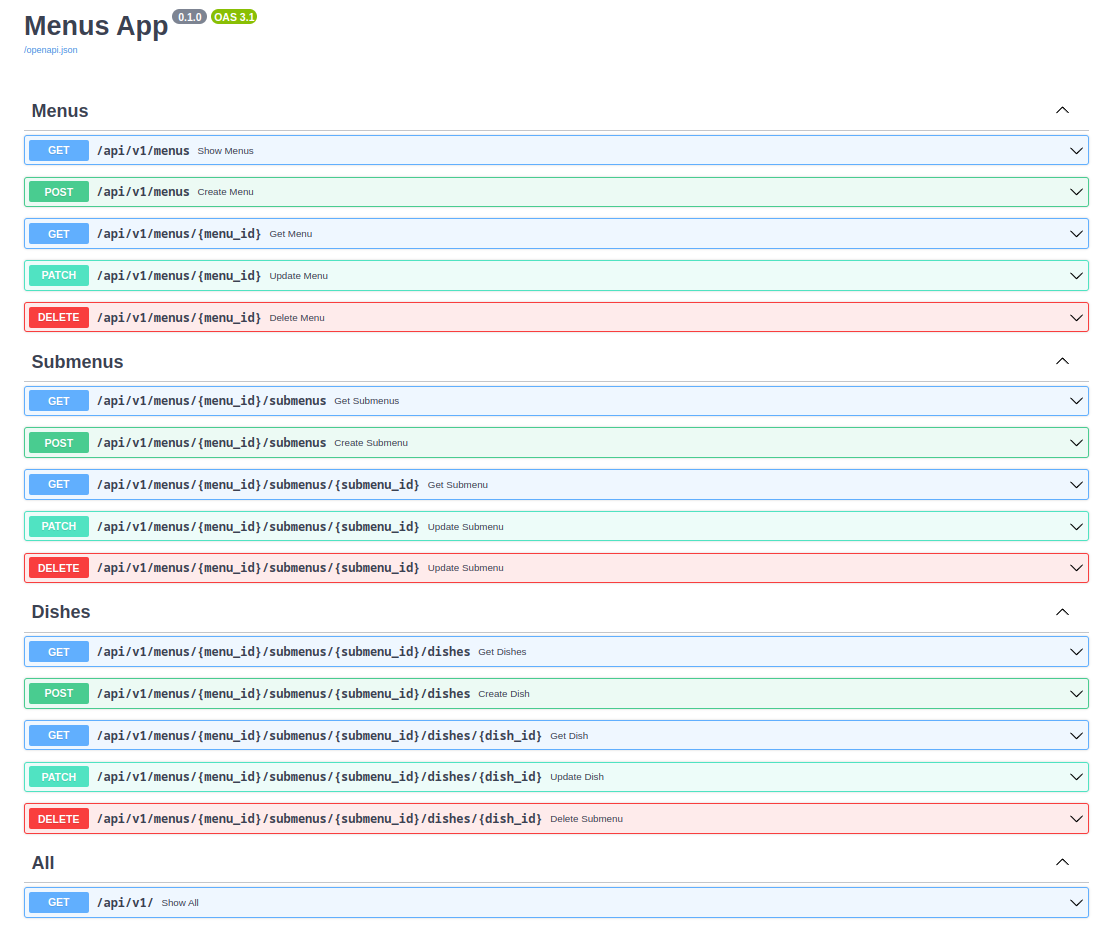 Menus App 0.1.0 OAS 3.1
/openapi.json
Menus
GET /api/v1/menus Show Menus
POST /api/v1/menus Create Menu
GET /api/v1/menus/{menu_id} Get Menu
PATCH /api/v1/menus/{menu_id} Update Menu
DELETE /api/v1/menus/{menu_id} Delete Menu
Submenus
GET /api/v1/menus/{menu_id}/submenus Get Submenus
POST /api/v1/menus/{menu_id}/submenus Create Submenu
GET /api/v1/menus/{menu_id}/submenus/{submenu_id} Get Submenu
PATCH /api/v1/menus/{menu_id}/submenus/{submenu_id} Update Submenu
DELETE /api/v1/menus/{menu_id}/submenus/{submenu_id} Update Submenu
Dishes
GET /api/v1/menus/{menu_id}/submenus/{submenu_id}/dishes Get Dishes
POST /api/v1/menus/{menu_id}/submenus/{submenu_id}/dishes Create Dish
GET /api/v1/menus/{menu_id}/submenus/{submenu_id}/dishes/{dish_id} Get Dish
PATCH /api/v1/menus/{menu_id}/submenus/{submenu_id}/dishes/{dish_id} Update Dish
DELETE /api/v1/menus/{menu_id}/submenus/{submenu_id}/dishes/{dish_id} Delete Submenu
All
GET /api/v1/ Show All